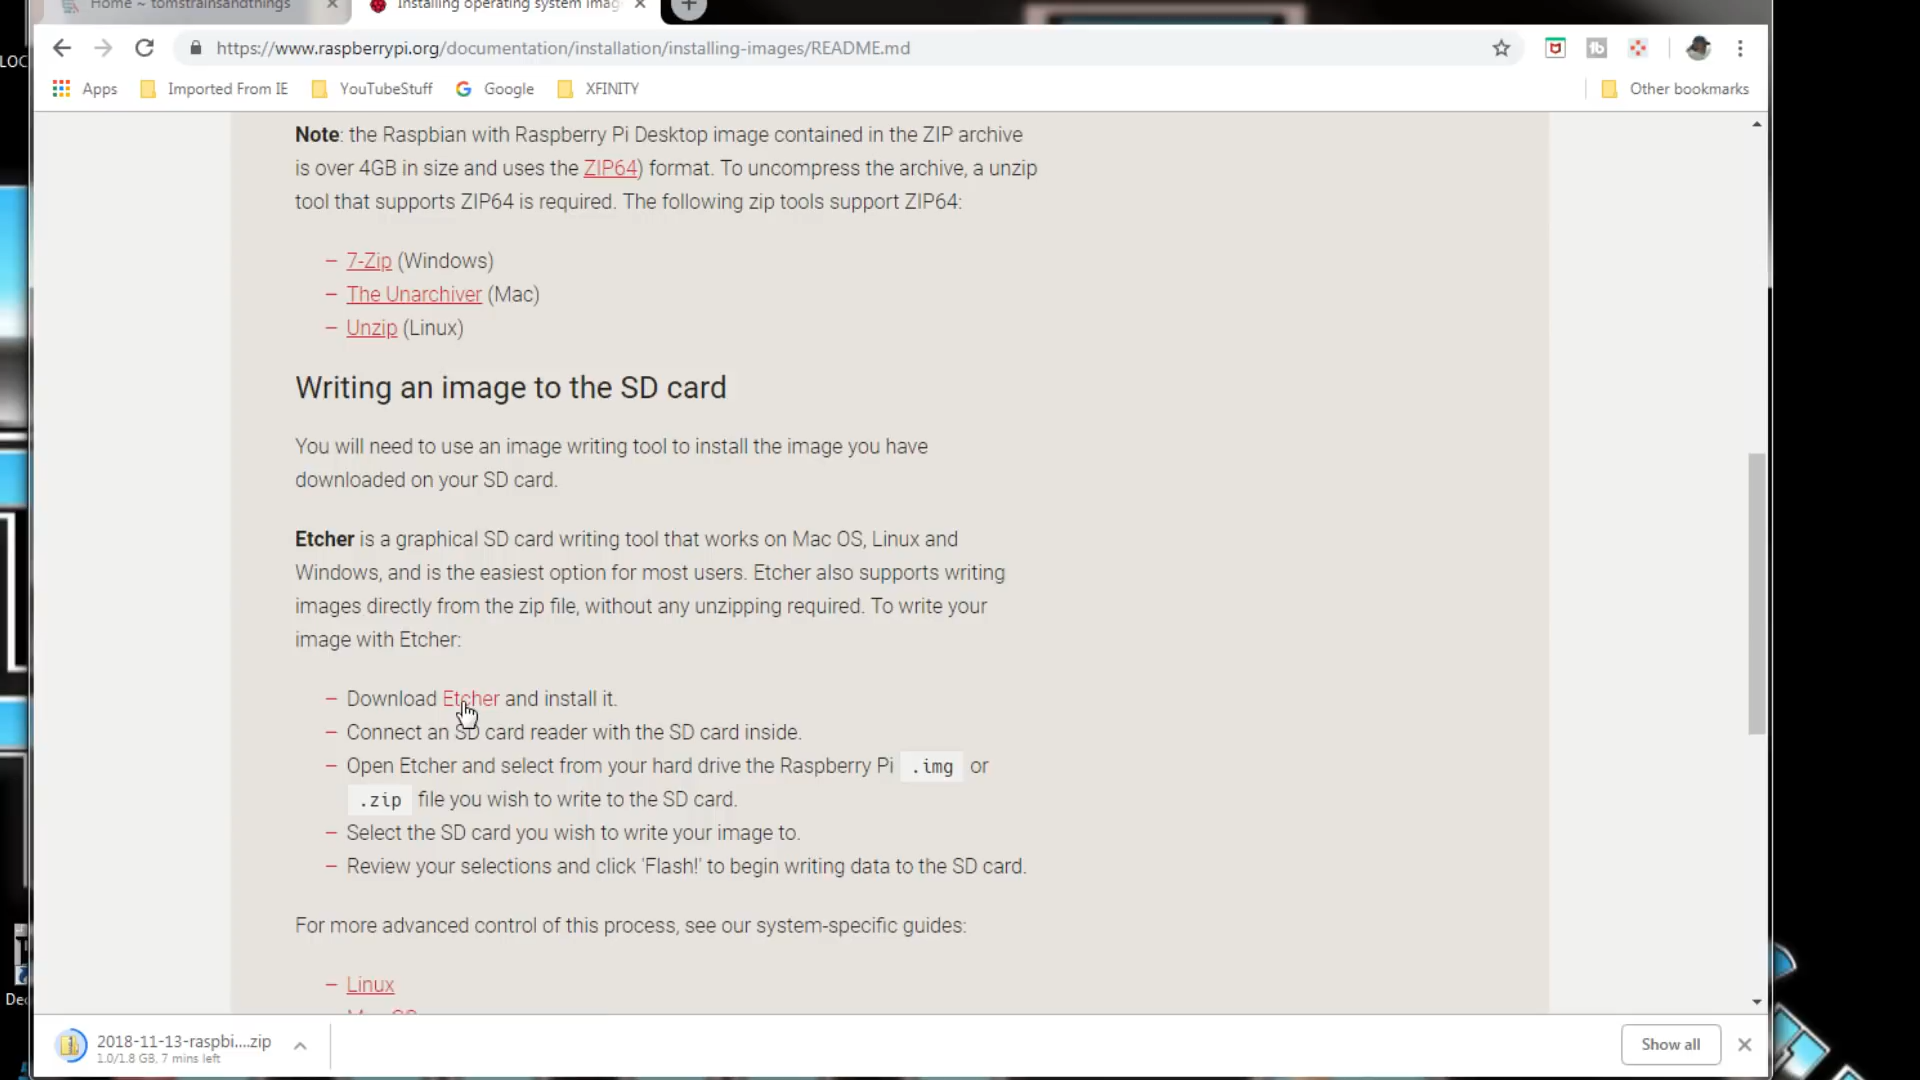 Home ~ tomstrainsandthings
Installing operating system imag
https://www.raspberrypi.org/documentation/installation/installing-images/README.md
Apps Imported From IE YouTubeStuff Google XFINITY Other bookmarks
Note: the Raspbian with Raspberry Pi Desktop image contained in the ZIP archive
is over 4GB in size and uses the ZIP64) format. To uncompress the archive, a unzip
tool that supports ZIP64 is required. The following zip tools support ZIP64:
– 7-Zip (Windows)
– The Unarchiver (Mac)
– Unzip (Linux)
Writing an image to the SD card
You will need to use an image writing tool to install the image you have
downloaded on your SD card.
Etcher is a graphical SD card writing tool that works on Mac OS, Linux and
Windows, and is the easiest option for most users. Etcher also supports writing
images directly from the zip file, without any unzipping required. To write your
image with Etcher:
– Download Etcher and install it.
– Connect an SD card reader with the SD card inside.
– Open Etcher and select from your hard drive the Raspberry Pi .img or
.zip file you wish to write to the SD card.
– Select the SD card you wish to write your image to.
– Review your selections and click 'Flash!' to begin writing data to the SD card.
For more advanced control of this process, see our system-specific guides:
– Linux
2018-11-13-raspbi....zip
1.0/1.8 GB, 7 mins left
Show all